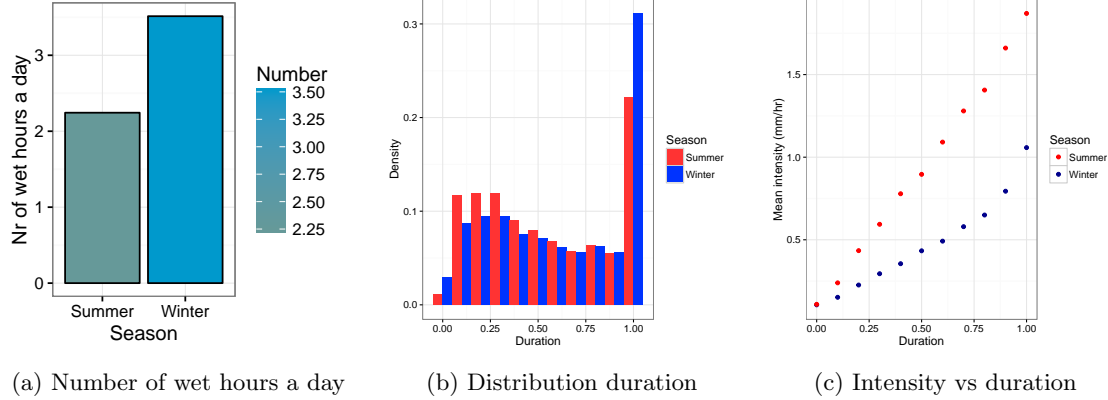 Nr of wet hours a day
3
2
1
0
Summer
Winter
Season
Number
3.50
3.25
3.00
2.75
2.50
2.25
(a) Number of wet hours a day
Density
0.3
0.2
0.1
0.0
0.00
0.25
0.50
0.75
1.00
Duration
Season
Summer
Winter
(b) Distribution duration
Mean intensity (mm/hr)
1.5
1.0
0.5
0.00
0.25
0.50
0.75
1.00
Duration
Season
Summer
Winter
(c) Intensity vs duration